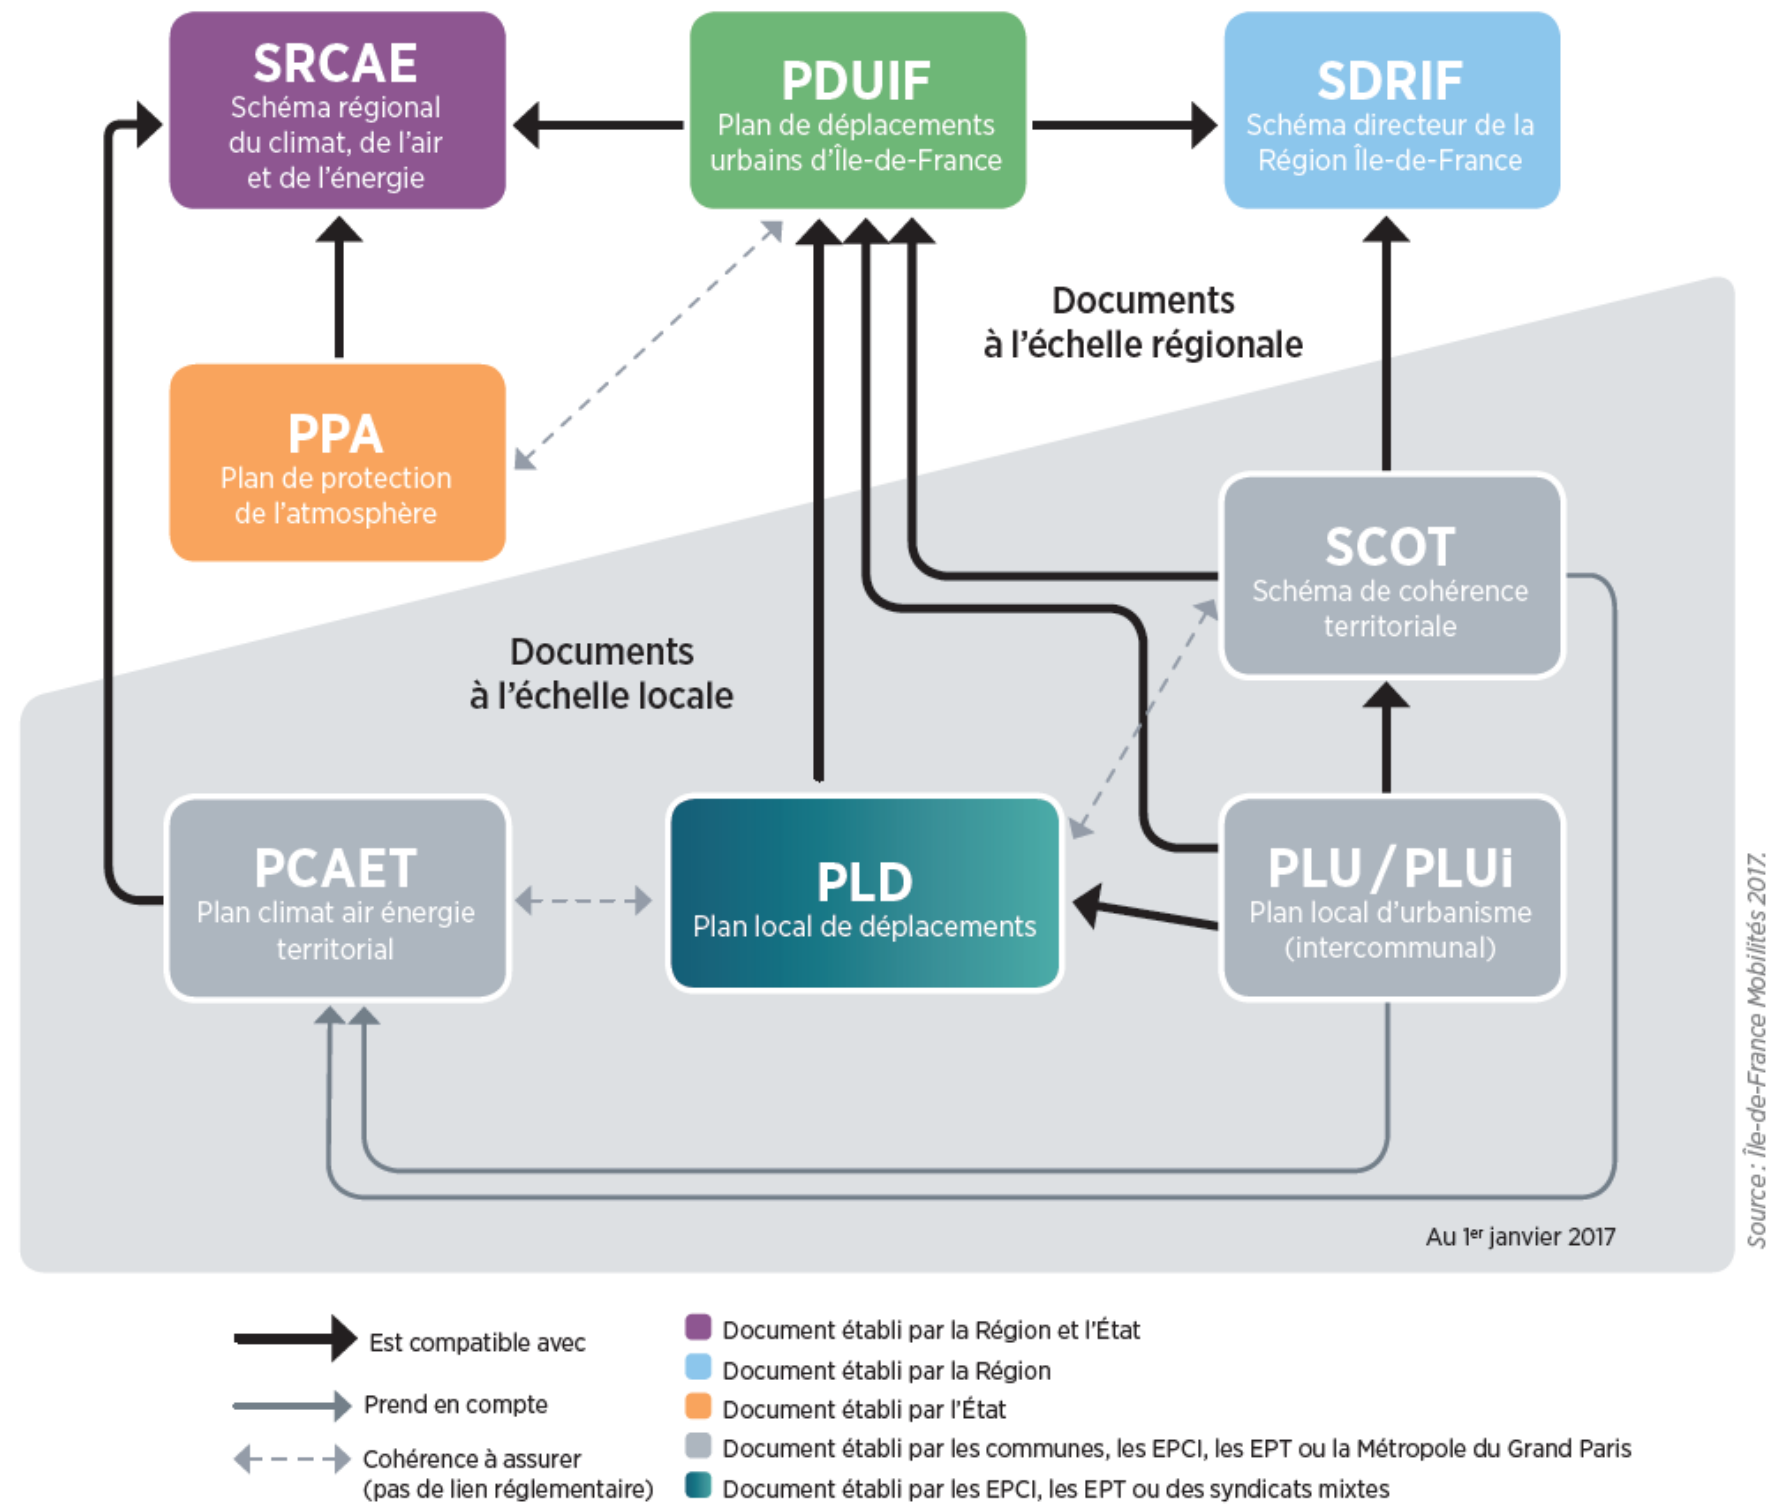 SRCAE
Schéma régional
du climat, de l'air
et de l'énergie
PDUIF
Plan de déplacements
urbains d'Île-de-France
SDRIF
Schéma directeur de la
Région Île-de-France
Documents
à l'échelle régionale
PPA
Plan de protection
de l'atmosphère
SCOT
Schéma de cohérence
territoriale
Documents
à l'échelle locale
PCAET
Plan climat air énergie
territorial
PLD
Plan local de déplacements
PLU / PLUi
Plan local d'urbanisme
(intercommunal)
Au 1er janvier 2017
Source : Île-de-France Mobilités 2017.
Est compatible avec
Prend en compte
Cohérence à assurer
(pas de lien réglementaire)
Document établi par la Région et l'État
Document établi par la Région
Document établi par l'État
Document établi par les communes, les EPCI, les EPT ou la Métropole du Grand Paris
Document établi par les EPCI, les EPT ou des syndicats mixtes